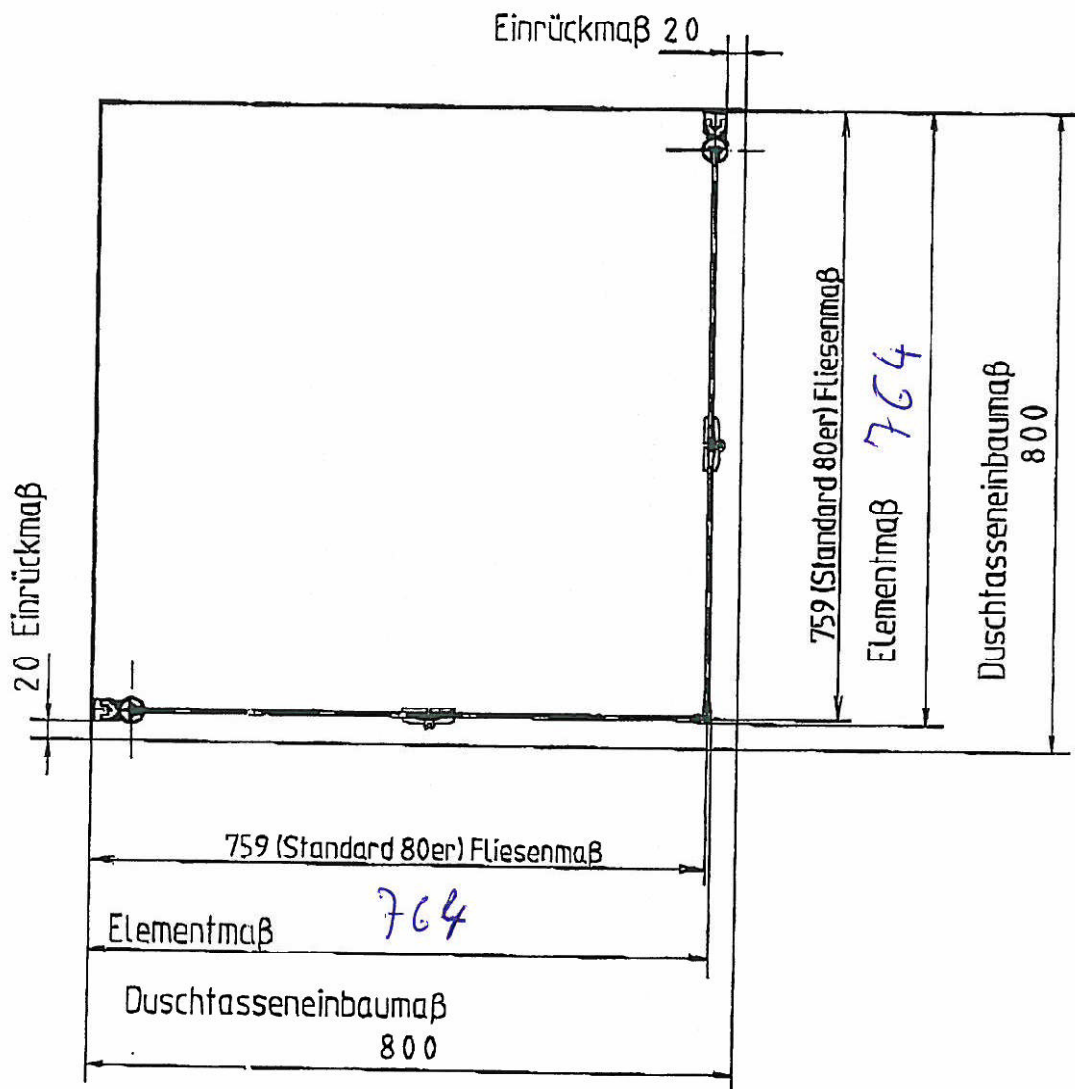 Einrückmaß 20
759 (Standard 80er) Fliesenmaß
Elementmaß 764
Duschtasseneinbaumaß
800
20 Einrückmaß
759 (Standard 80er) Fliesenmaß
Elementmaß 764
Duschtasseneinbaumaß
800